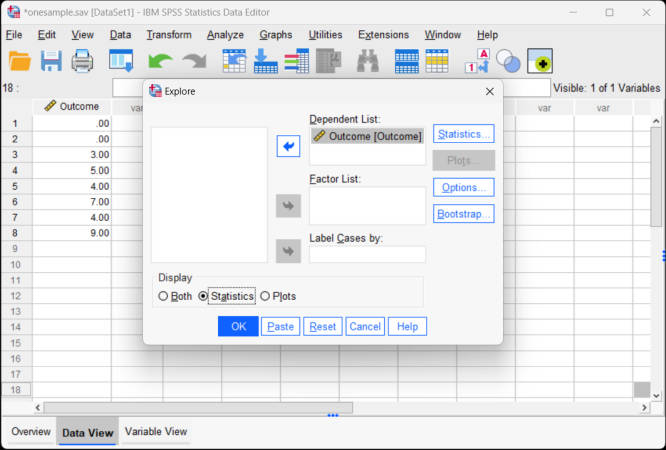 *onesample.sav [DataSet1] - IBM SPSS Statistics Data Editor
File Edit View Data Transform Analyze Graphs Utilities Extensions Window Help
1 A
18 :
Visible: 1 of 1 Variables
Outcome var var var
1 .00
2 .00
3 3.00
4 5.00
5 4.00
6 7.00
7 4.00
8 9.00
9
10
11
12
13
14
15
16
17
18
Explore
Dependent List:
Outcome [Outcome]
Statistics...
Plots...
Factor List:
Options...
Bootstrap...
Label Cases by:
Display
Both Statistics Plots
OK Paste Reset Cancel Help
Overview Data View Variable View